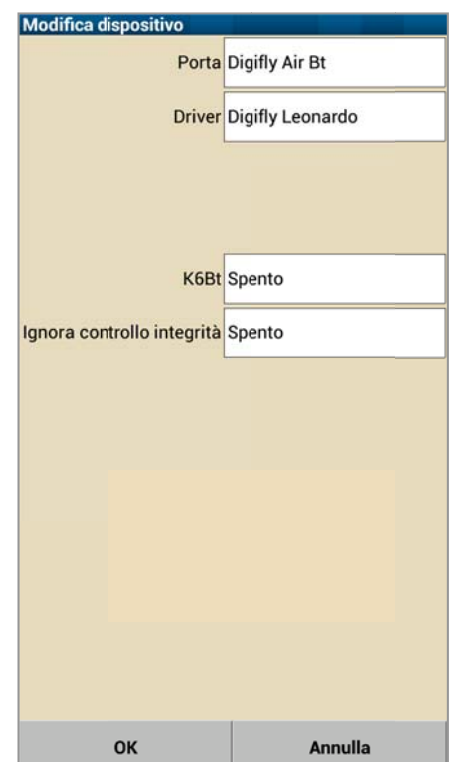 Modifica dispositivo
Porta Digifly Air Bt
Driver Digifly Leonardo
K6Bt Spento
Ignora controllo integrità Spento
OK Annulla